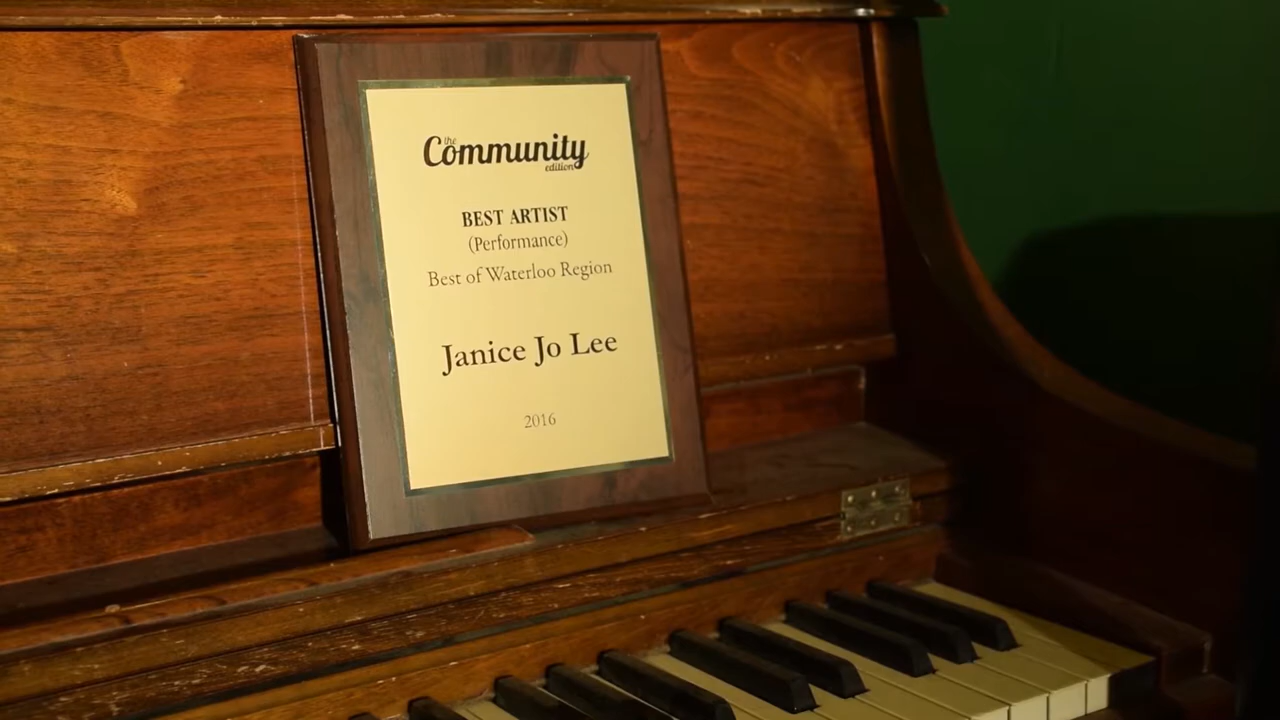 the
Community
edition
BEST ARTIST
(Performance)
Best of Waterloo Region
Janice Jo Lee
2016